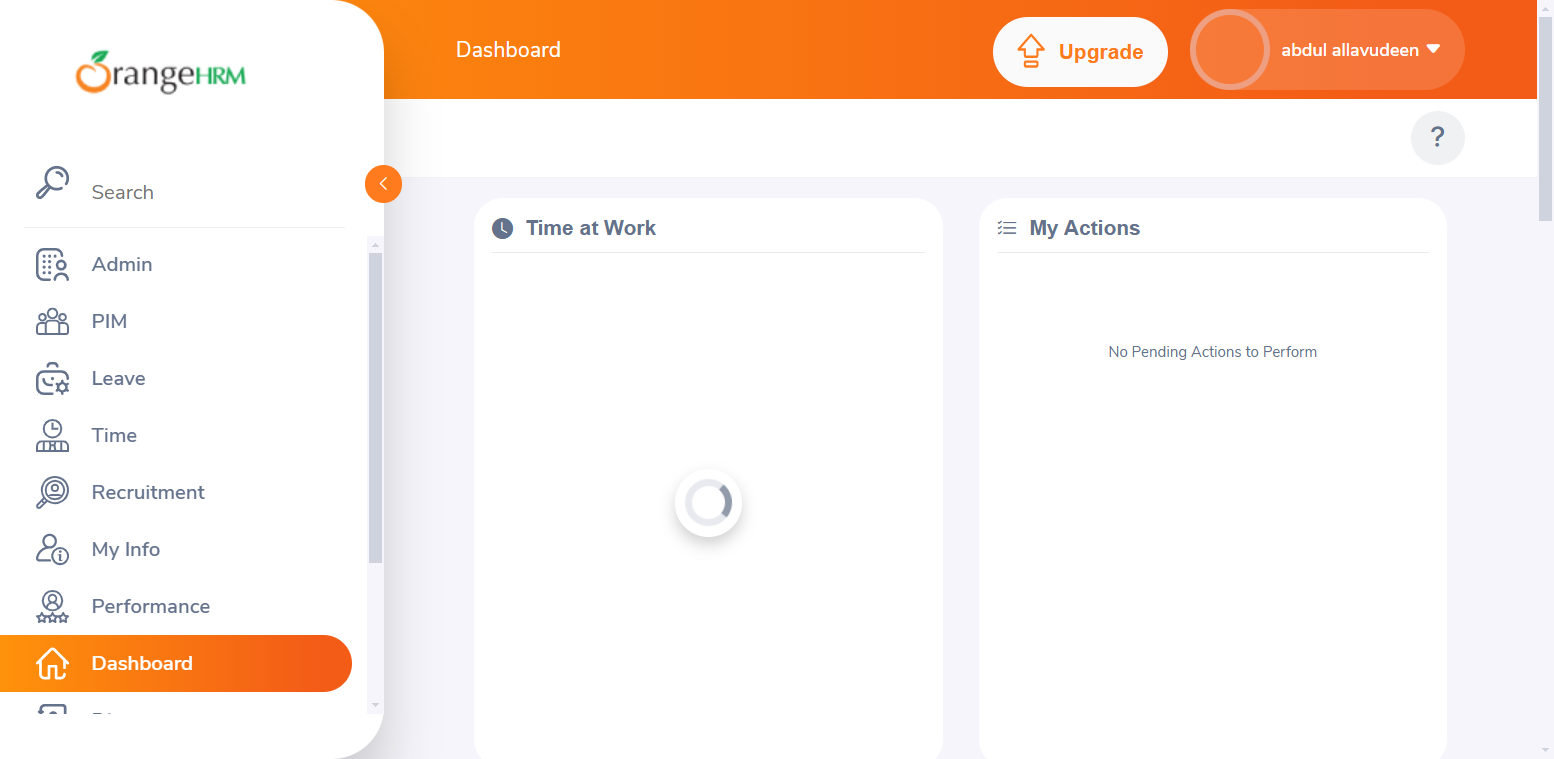 OrangeHRM
Dashboard
Upgrade
abdul allavudeen
?
Search
Admin
PIM
Leave
Time
Recruitment
My Info
Performance
Dashboard
Time at Work
My Actions
No Pending Actions to Perform